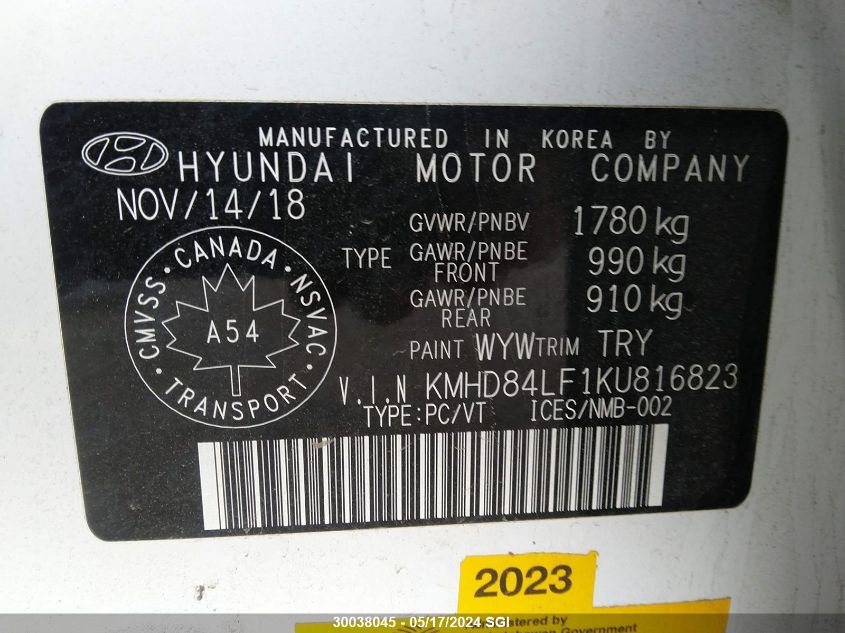 MANUFACTURED IN KOREA BY
HYUNDAI MOTOR COMPANY
NOV/14/18
GVWR/PNBV 1780 kg
TYPE GAWR/PNBE FRONT 990 kg
GAWR/PNBE REAR 910 kg
CMVSS · CANADA · NSVAC
A54
TRANSPORT
PAINT WYW TRIM TRY
V.I.N KMHD84LF1KU816823
TYPE:PC/VT ICES/NMB-002
2023
Government
30038045 - 05/17/2024 SGI